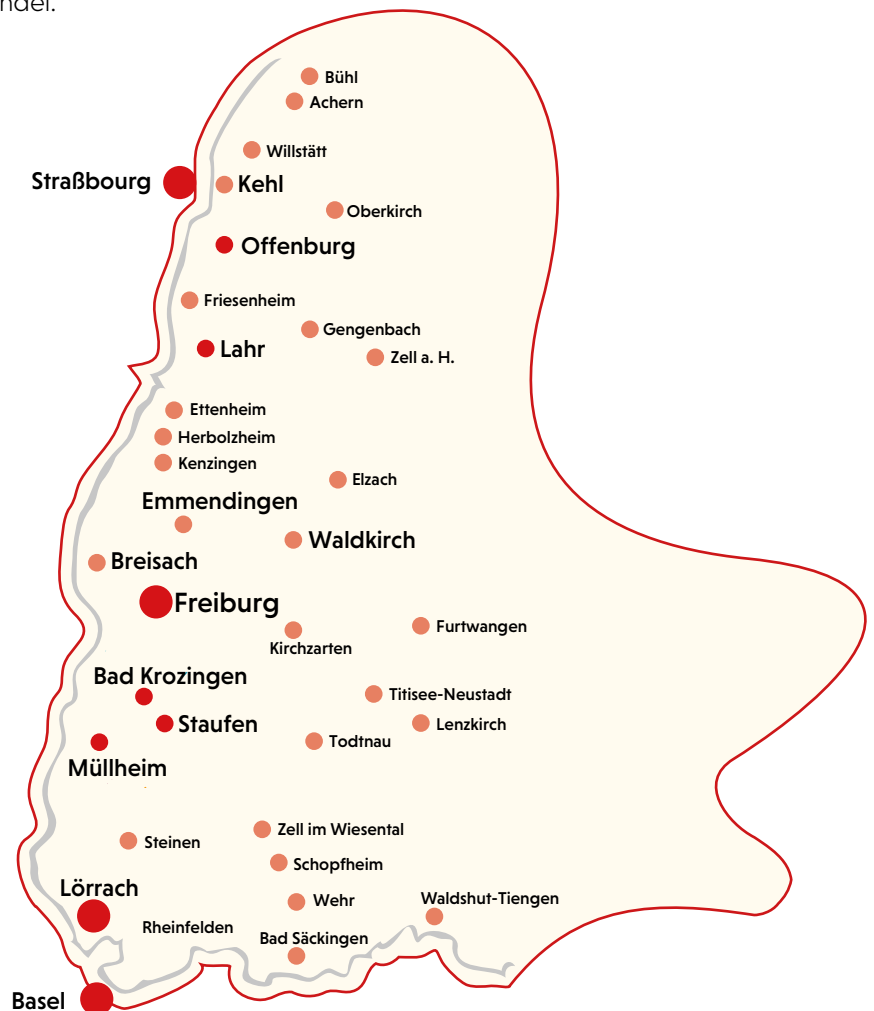 Bühl
Achern
Willstätt
Straßbourg
Kehl
Oberkirch
Offenburg
Friesenheim
Gengenbach
Lahr
Zell a. H.
Ettenheim
Herbolzheim
Kenzingen
Elzach
Emmendingen
Waldkirch
Breisach
Freiburg
Furtwangen
Kirchzarten
Bad Krozingen
Titisee-Neustadt
Staufen
Lenzkirch
Todtnau
Müllheim
Zell im Wiesental
Steinen
Schopfheim
Lörrach
Wehr
Waldshut-Tiengen
Rheinfelden
Bad Säckingen
Basel